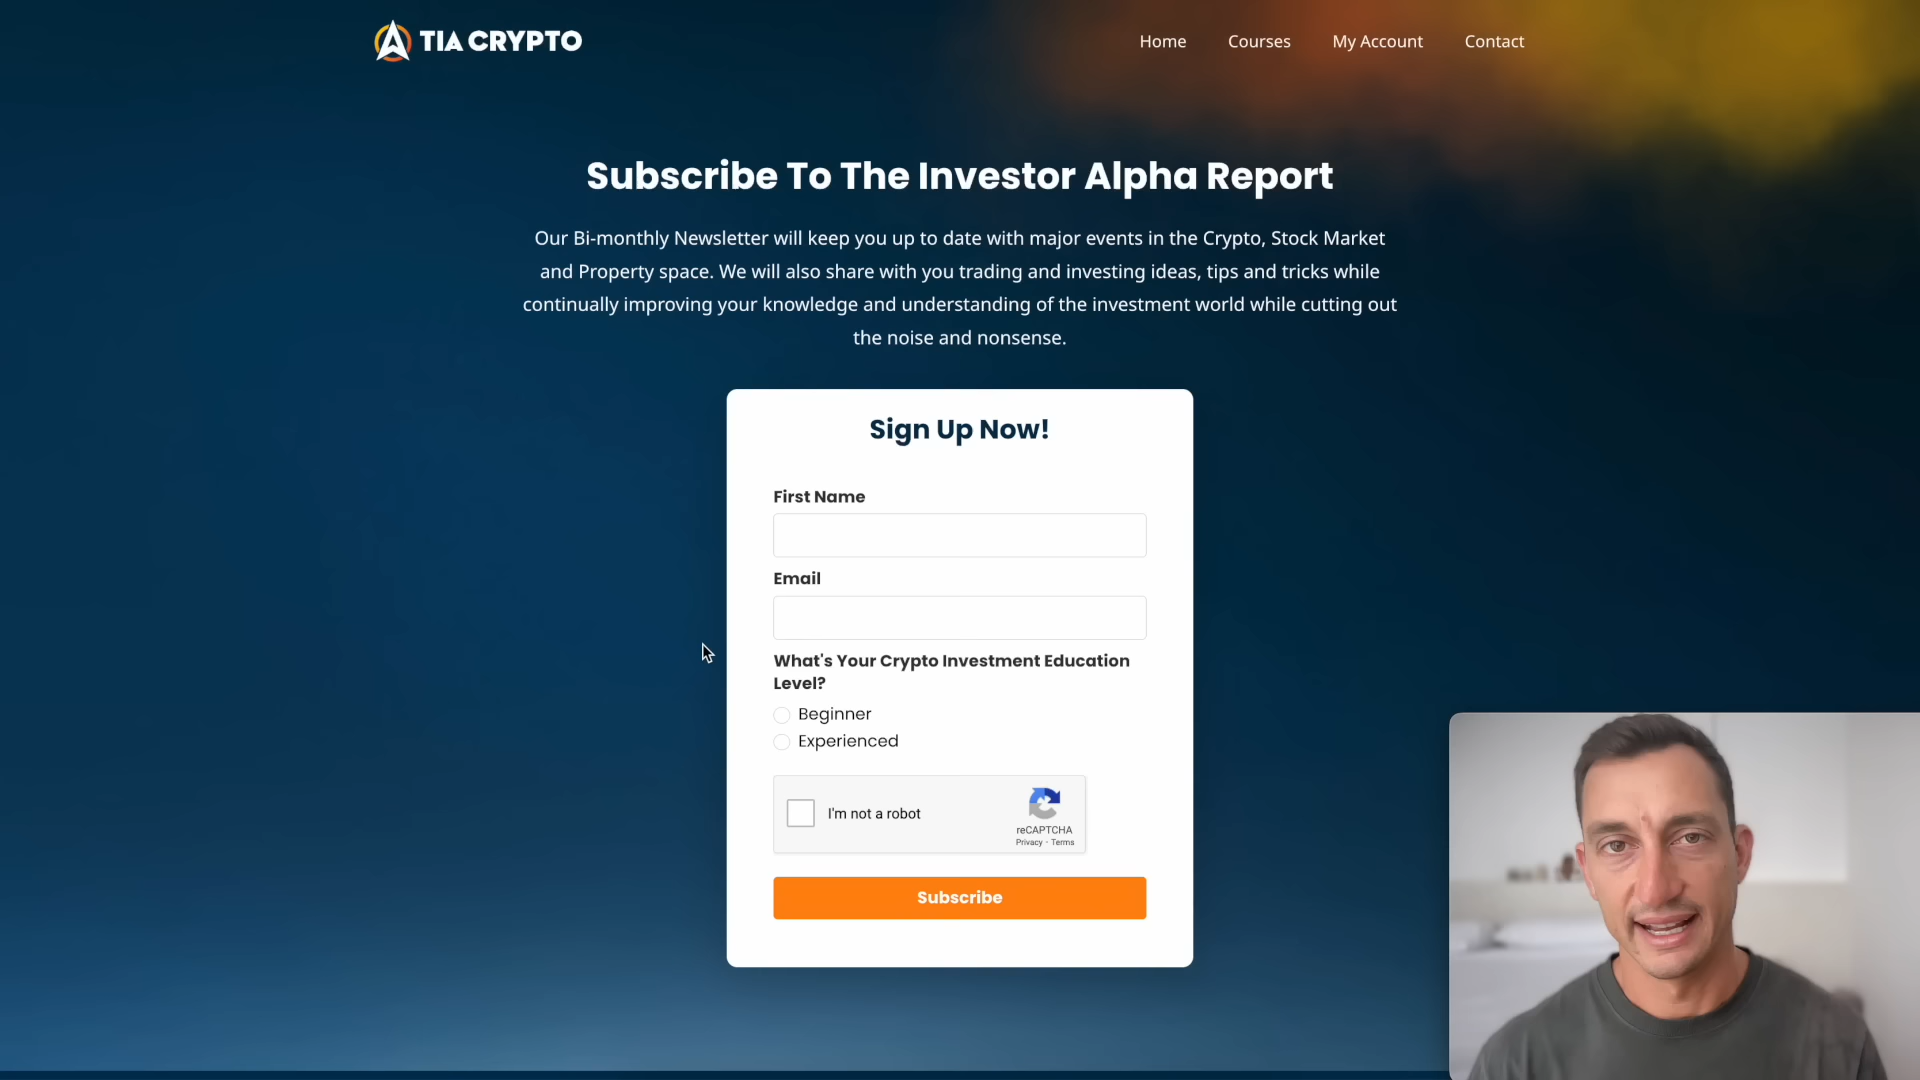 TIA CRYPTO
Home
Courses
My Account
Contact
Subscribe To The Investor Alpha Report
Our Bi-monthly Newsletter will keep you up to date with major events in the Crypto, Stock Market
and Property space. We will also share with you trading and investing ideas, tips and tricks while
continually improving your knowledge and understanding of the investment world while cutting out
the noise and nonsense.
Sign Up Now!
First Name
Email
What's Your Crypto Investment Education
Level?
Beginner
Experienced
I'm not a robot
reCAPTCHA
Privacy - Terms
Subscribe